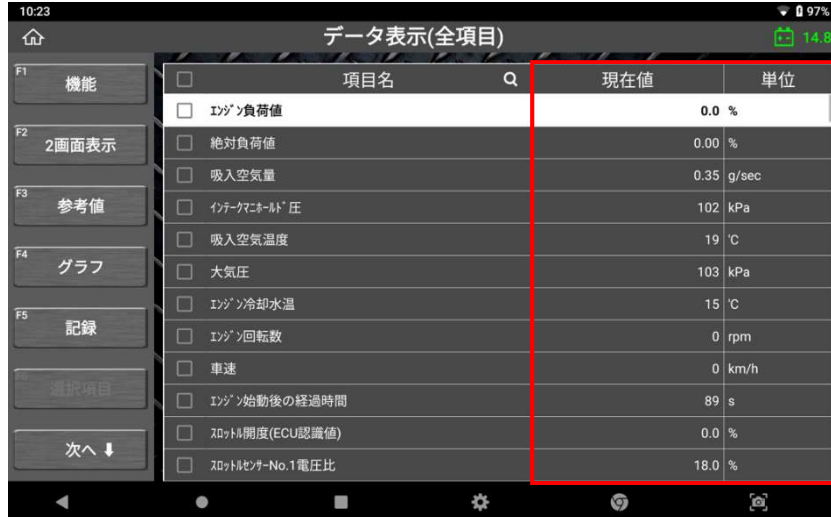 10:23
97%
データ表示(全項目)
14.8
F1 機能
F2 2画面表示
F3 参考値
F4 グラフ
F5 記録
F6 選択項目
次へ
項目名 現在値 単位
ｴﾝｼﾞﾝ負荷値 0.0 %
絶対負荷値 0.00 %
吸入空気量 0.35 g/sec
ｲﾝﾃｰｸﾏﾆﾎｰﾙﾄﾞ圧 102 kPa
吸入空気温度 19 ℃
大気圧 103 kPa
ｴﾝｼﾞﾝ冷却水温 15 ℃
ｴﾝｼﾞﾝ回転数 0 rpm
車速 0 km/h
ｴﾝｼﾞﾝ始動後の経過時間 89 s
ｽﾛｯﾄﾙ開度(ECU認識値) 0.0 %
ｽﾛｯﾄﾙｾﾝｻｰNo.1電圧比 18.0 %